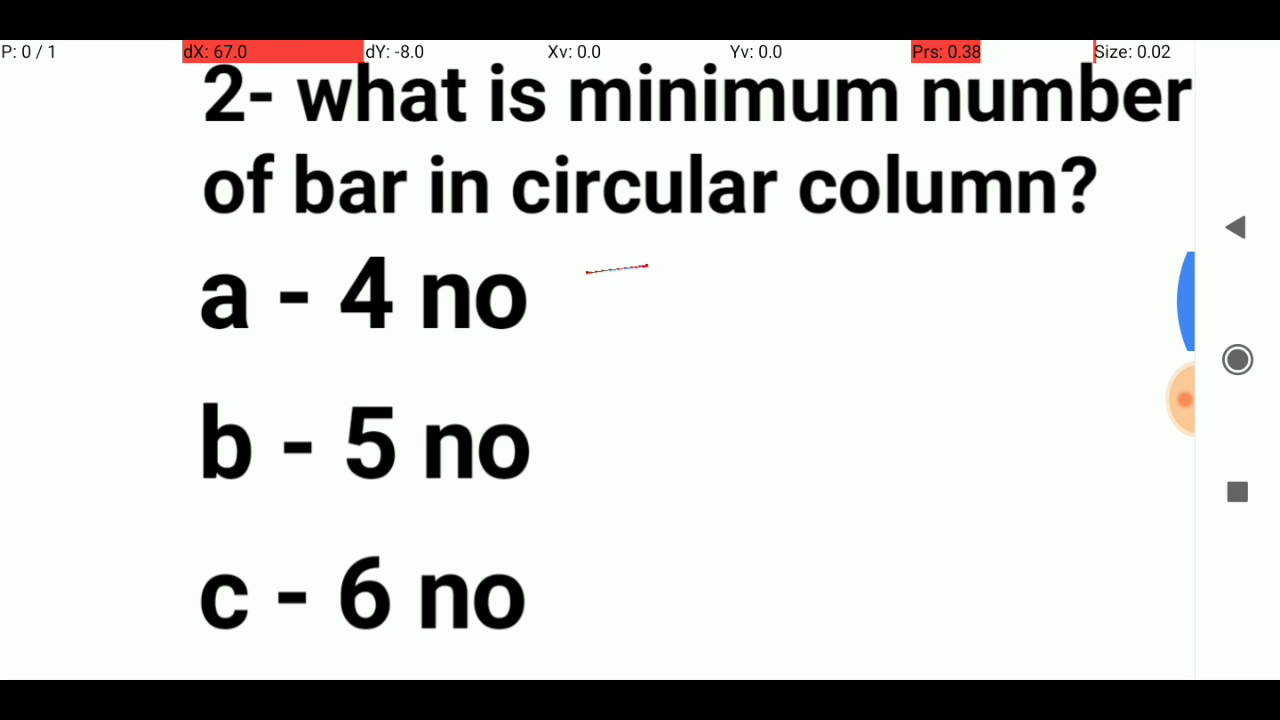 P: 0 / 1 dX: 67.0 dY: -8.0 Xv: 0.0 Yv: 0.0 Prs: 0.38 Size: 0.02
2- what is minimum number
of bar in circular column?
a - 4 no
b - 5 no
c - 6 no